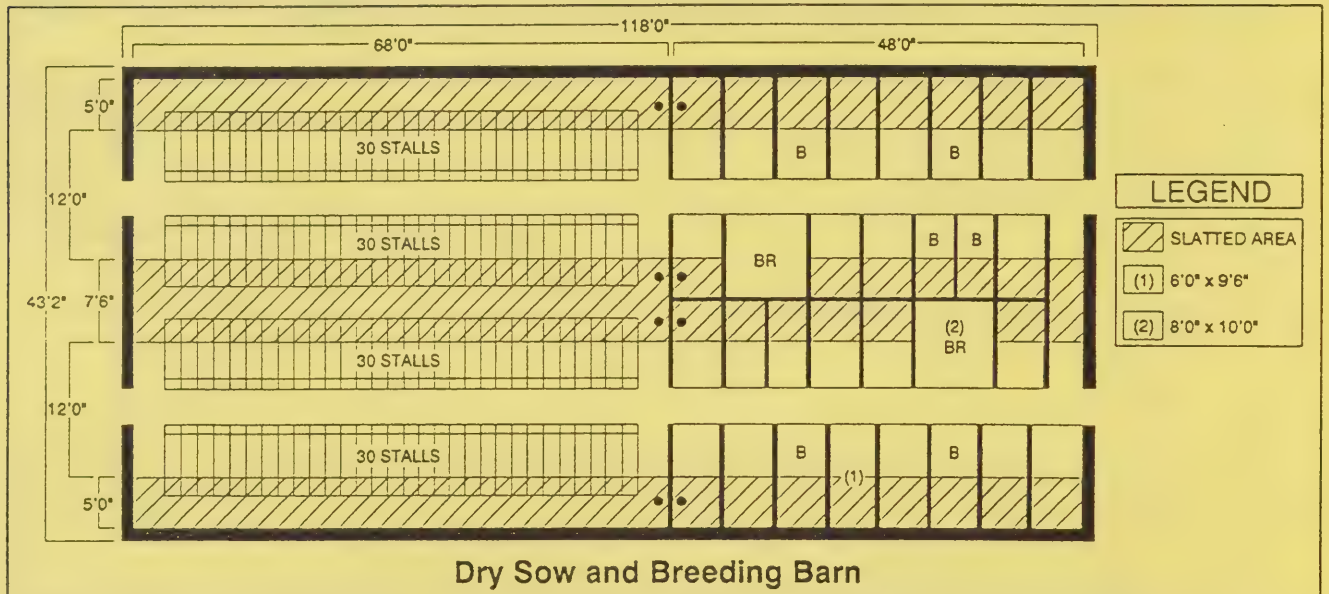 118'0"
68'0"
48'0"
5'0"
30 STALLS
B
B
12'0"
LEGEND
SLATTED AREA
30 STALLS
BR
B
B
43'2"
7'6"
(1) 6'0" x 9'6"
(2) 8'0" x 10'0"
30 STALLS
(2)
BR
12'0"
30 STALLS
B
(1)
B
5'0"
Dry Sow and Breeding Barn